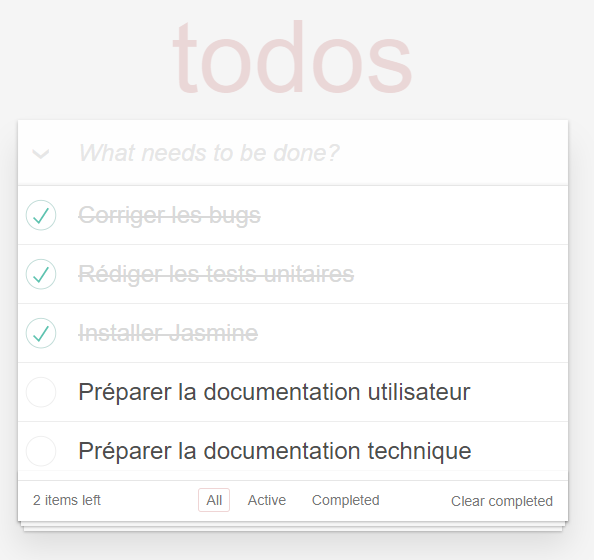 todos
What needs to be done?
Corriger les bugs
Rédiger les tests unitaires
Installer Jasmine
Préparer la documentation utilisateur
Préparer la documentation technique
2 items left All Active Completed Clear completed